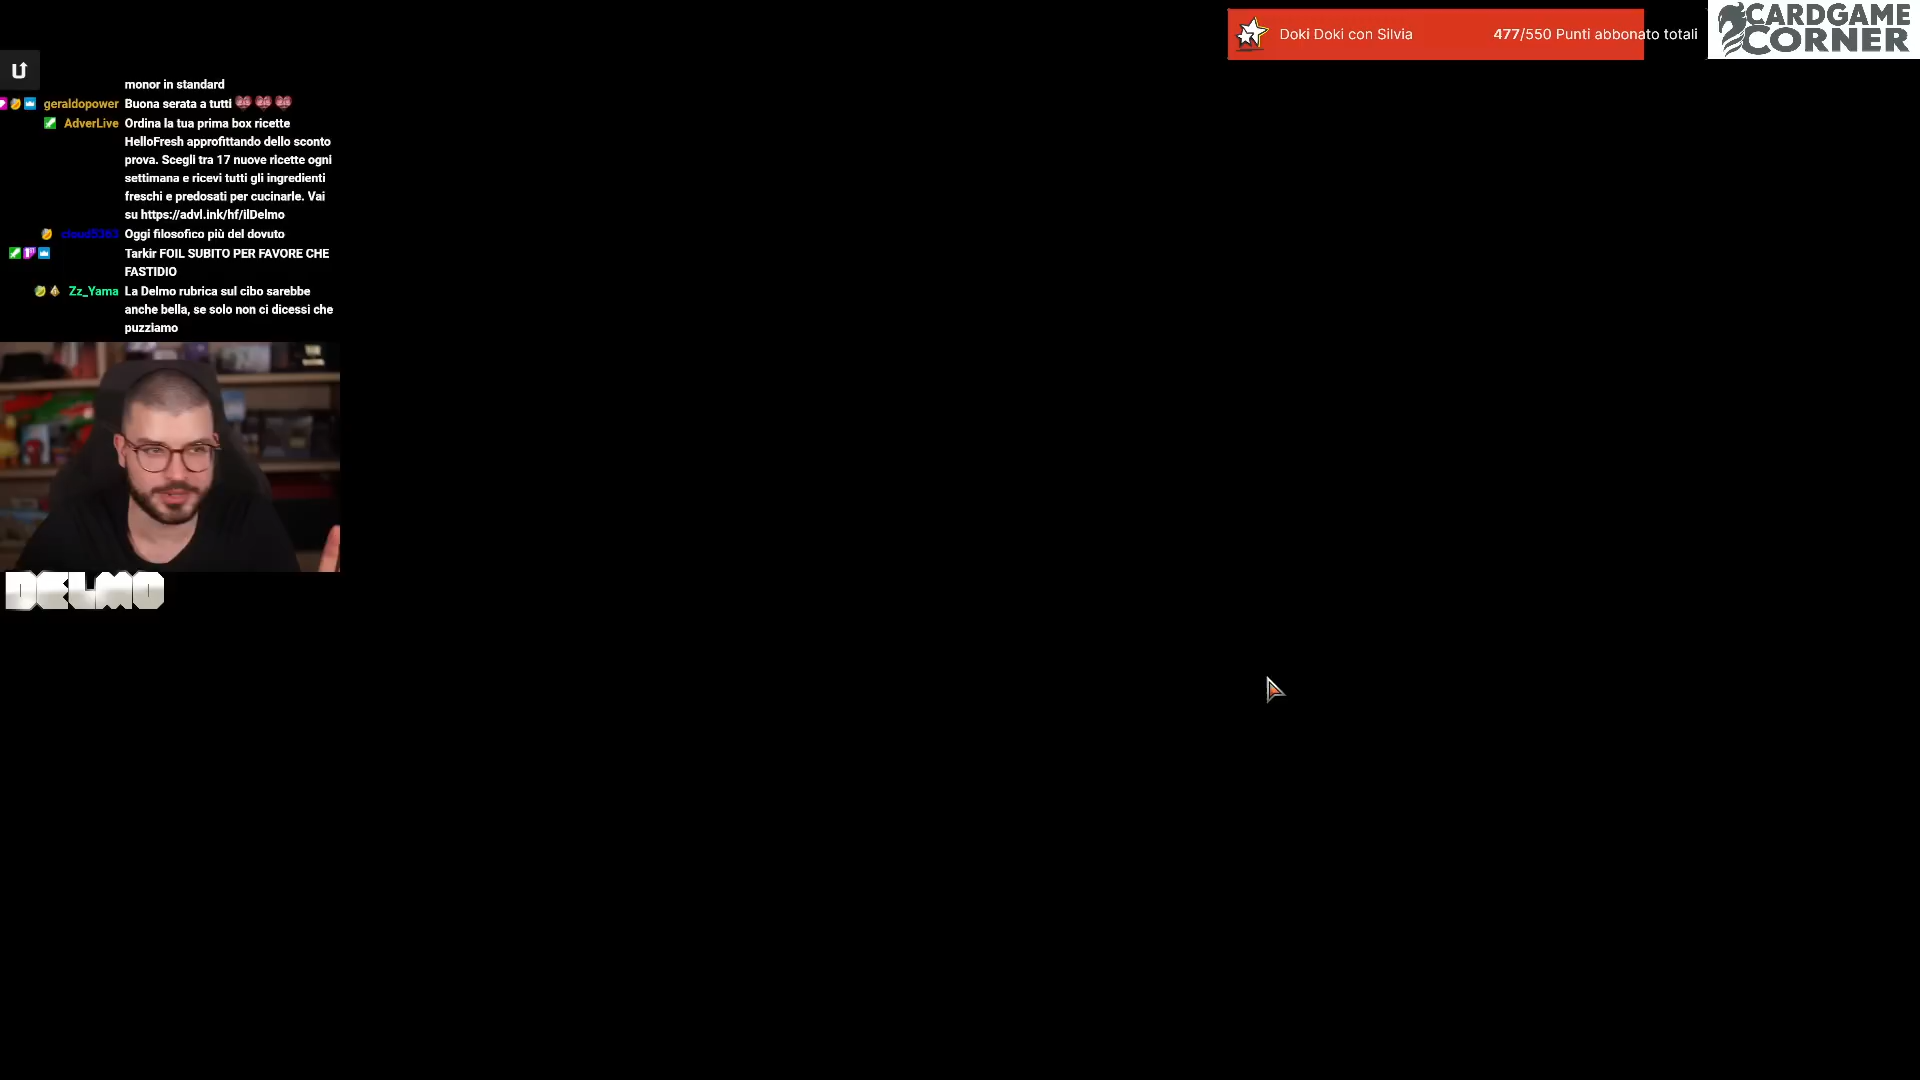 Doki Doki con Silvia 477/550 Punti abbonato totali
CARDGAME
CORNER
monor in standard
geraldopower Buona serata a tutti
AdverLive Ordina la tua prima box ricette
HelloFresh approfittando dello sconto
prova. Scegli tra 17 nuove ricette ogni
settimana e ricevi tutti gli ingredienti
freschi e predosati per cucinarle. Vai
su https://advl.ink/hf/ilDelmo
cloud5363 Oggi filosofico più del dovuto
Tarkir FOIL SUBITO PER FAVORE CHE
FASTIDIO
Zz_Yama La Delmo rubrica sul cibo sarebbe
anche bella, se solo non ci dicessi che
puzziamo
DELMO